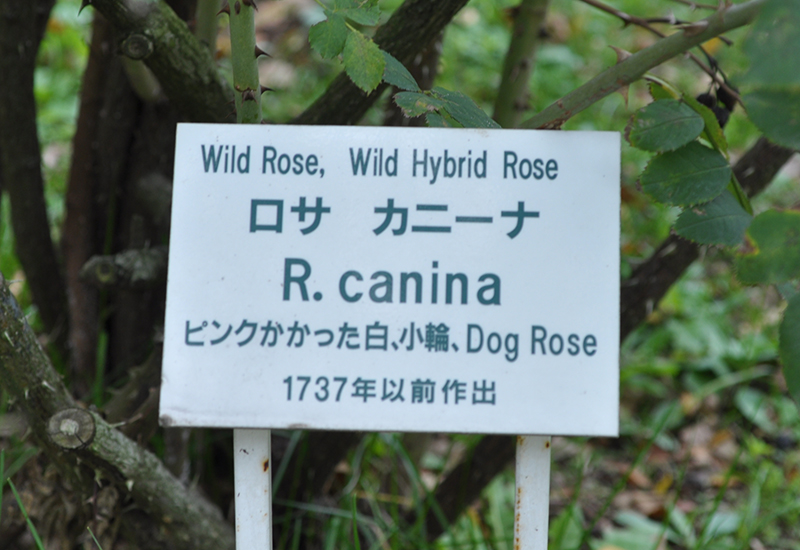 Wild Rose, Wild Hybrid Rose
ロサ カニーナ
R. canina
ピンクかかった白、小輪、Dog Rose
1737年以前作出